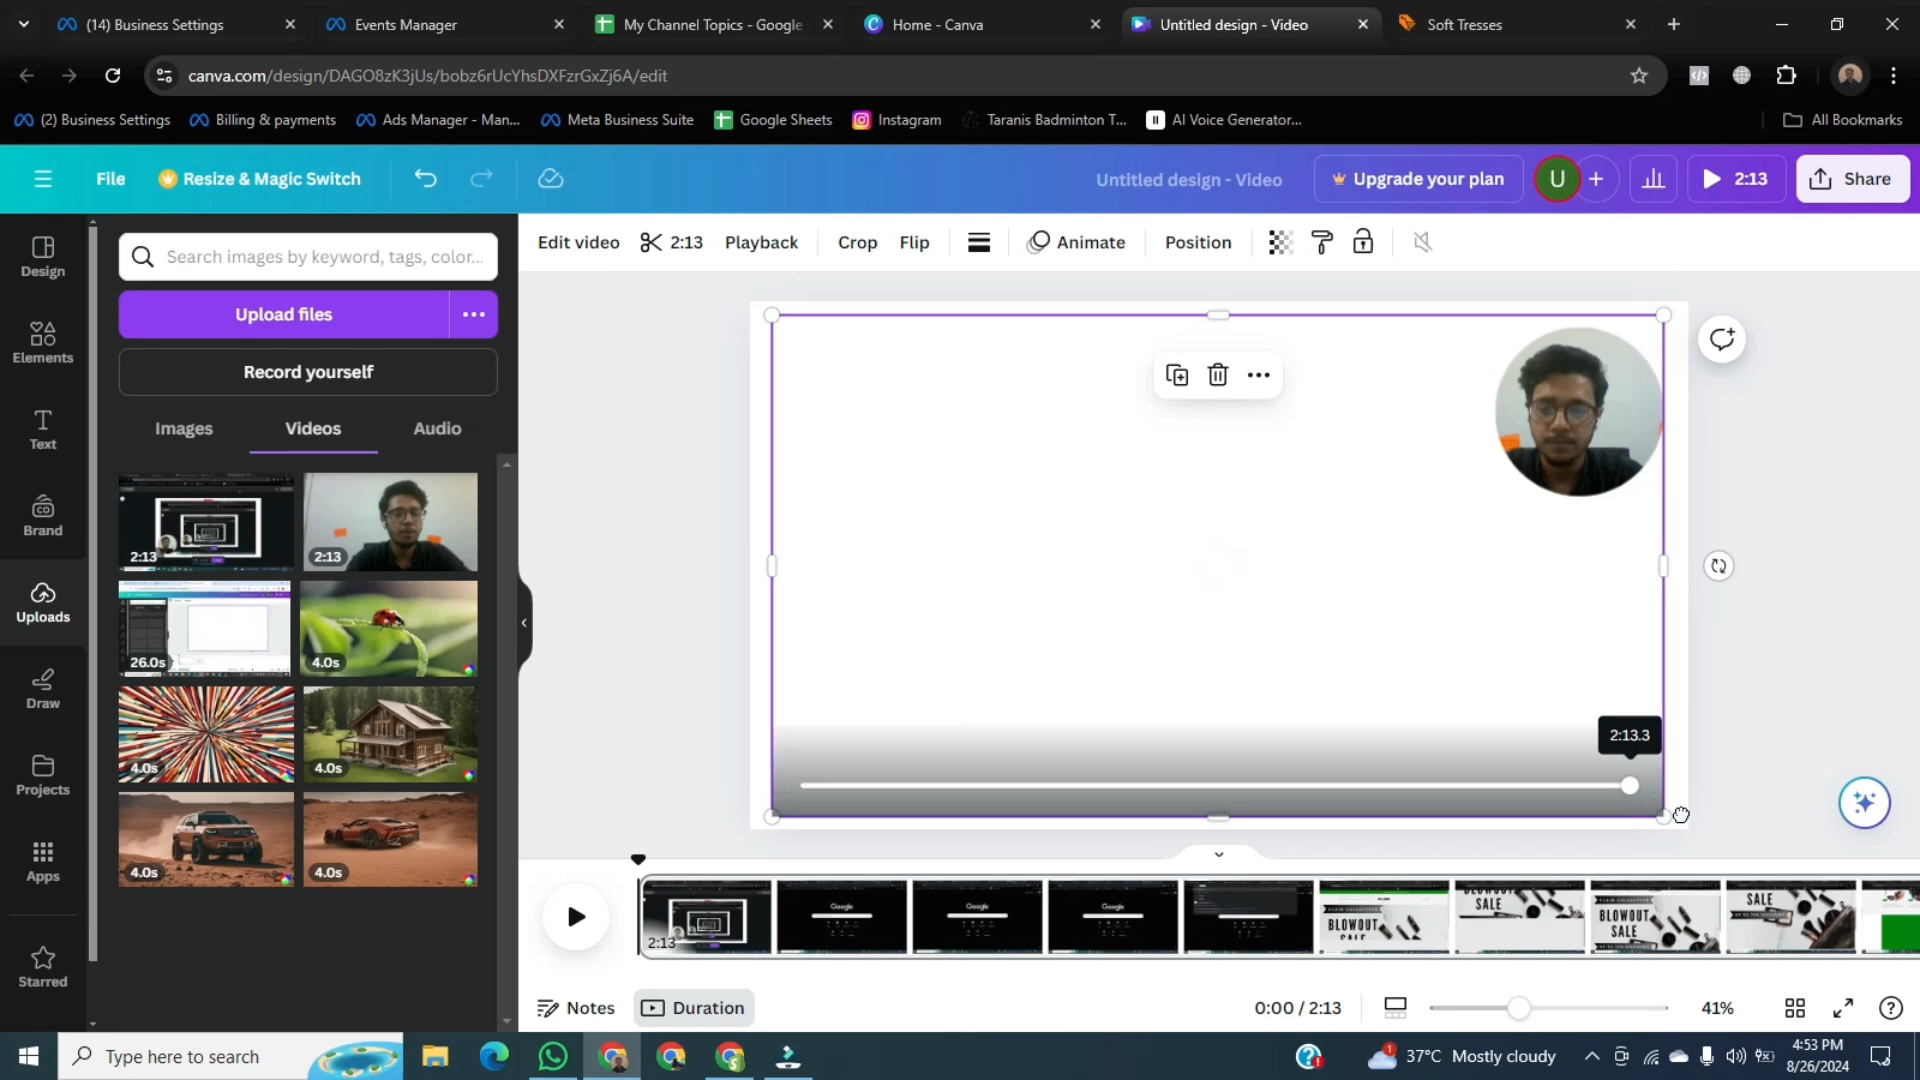 (14) Business Settings
Events Manager
My Channel Topics - Google
Home - Canva
Untitled design - Video
Soft Tresses
canva.com/design/DAGO8zK3jUs/bobz6rUcYhsDXFzrGxZj6A/edit
(2) Business Settings
Billing & payments
Ads Manager - Man...
Meta Business Suite
Google Sheets
Instagram
Taranis Badminton T...
AI Voice Generator...
All Bookmarks
File
Resize & Magic Switch
Untitled design - Video
Upgrade your plan
U
2:13
Share
Edit video
2:13
Playback
Crop
Flip
Animate
Position
Design
Elements
Text
Brand
Uploads
Draw
Projects
Apps
Starred
Search images by keyword, tags, color...
Upload files
Record yourself
Images
Videos
Audio
2:13
2:13
26.0s
4.0s
4.0s
4.0s
4.0s
4.0s
2:13.3
2:13
Google
Google
Google
Google
BLOWOUT
BLOWOUT
SALE
BLOWOUT
SALE
SALE
Notes
Duration
0:00 / 2:13
41%
Type here to search
37°C Mostly cloudy
4:53 PM
8/26/2024